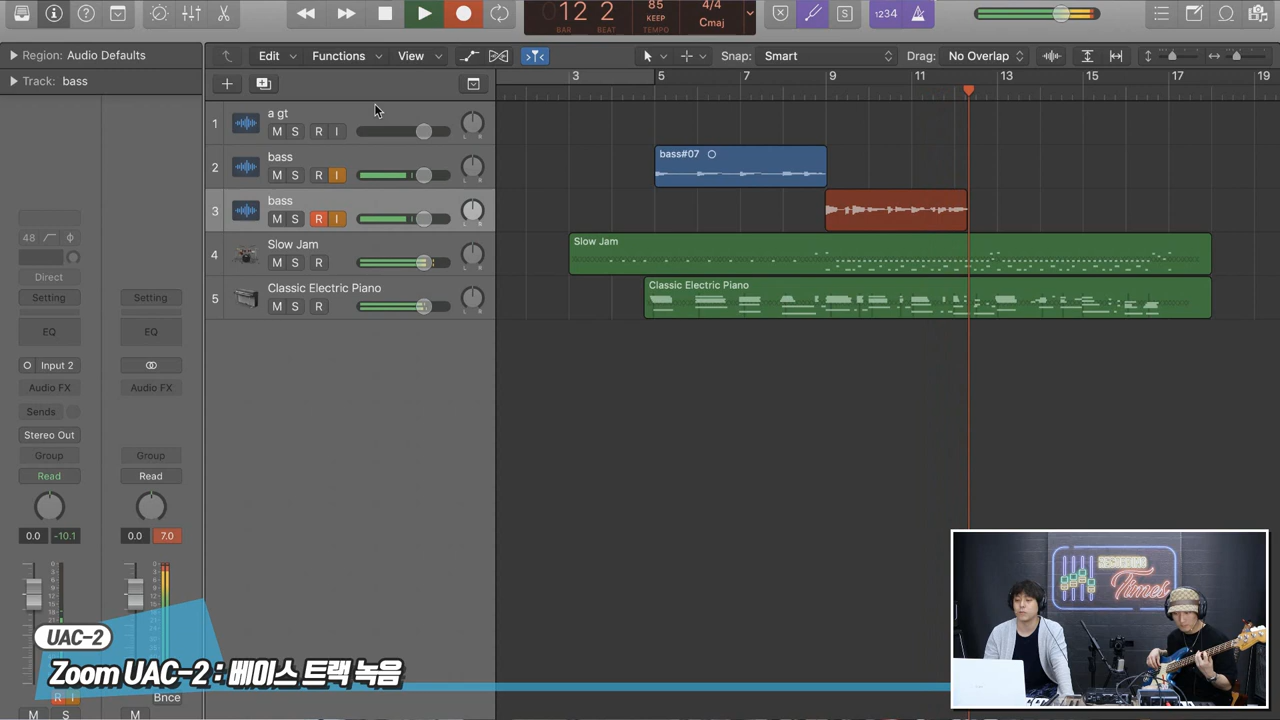 12 2
BAR BEAT
85
KEEP
TEMPO
4/4
Cmaj
S
1234
Region: Audio Defaults
Edit Functions View
Snap: Smart
Drag: No Overlap
Track: bass
3 5 7 9 11 13 15 17 19
1 a gt
M S R I
L R
2 bass
M S R I
L R
bass#07
3 bass
M S R I
L R
4 Slow Jam
M S R
L R
Slow Jam
5 Classic Electric Piano
M S R
L R
Classic Electric Piano
48
Direct
Setting Setting
EQ EQ
Input 2
Audio FX Audio FX
Sends
Stereo Out
Group Group
Read Read
0.0 -10.1 0.0 7.0
R I Bnce
M S M
UAC-2
Zoom UAC-2 : 베이스 트랙 녹음
RECORDING
Times